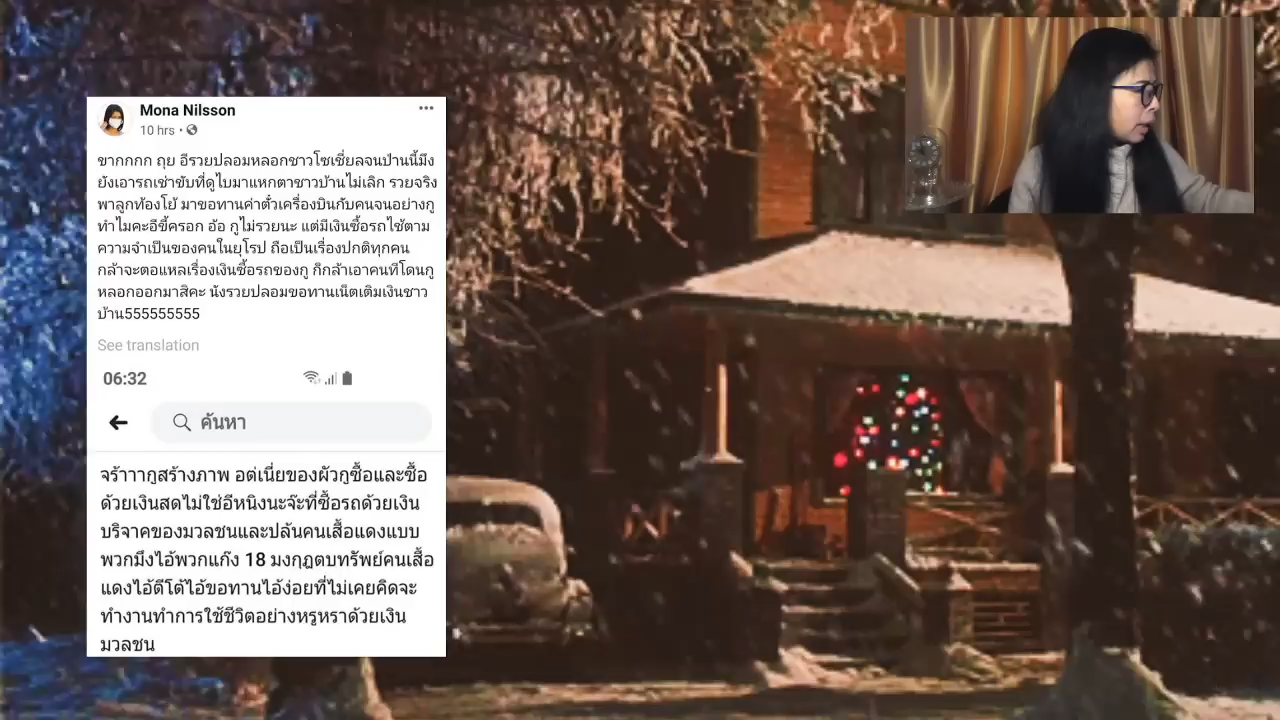 Mona Nilsson
10 hrs
ขากกกก ถุย อีรวยปลอมหลอกชาวโซเชี่ยลจนป่านนี้มึง
ยังเอารถเช่าขับที่ดูไบมาแหกตาชาวบ้านไม่เลิก รวยจริง
พาลูกท้องโย้ มาขอทานค่าตั๋วเครื่องบินกับคนจนอย่างกู
ทำไมคะอีขี้ครอก อ้อ กูไม่รวยนะ แต่มีเงินซื้อรถไช้ตาม
ความจำเป็นของคนในยุโรป ถือเป็นเรื่องปกติทุกคน
กล้าจะตอแหลเรื่องเงินซื้อรถของกู ก็กล้าเอาคนที่โดนกู
หลอกออกมาสิคะ นังรวยปลอมขอทานเน็ตเติมเงินชาว
บ้าน555555555
See translation
06:32
ค้นหา
จร้าาากูสร้างภาพ อด่เนี่ยของผัวกูซื้อและซื้อ
ด้วยเงินสดไม่ใช่อีหนิงนะจ๊ะที่ซื้อรถด้วยเงิน
บริจาคของมวลชนและปล้นคนเสื้อแดงแบบ
พวกมึงไอ้พวกแก๊ง 18 มงกุฎตบทรัพย์คนเสื้อ
แดงไอ้ตีโต้ไอ้ขอทานไอ้ง่อยที่ไม่เคยคิดจะ
ทำงานทำการใช้ชีวิตอย่างหรูหราด้วยเงิน
มวลชน